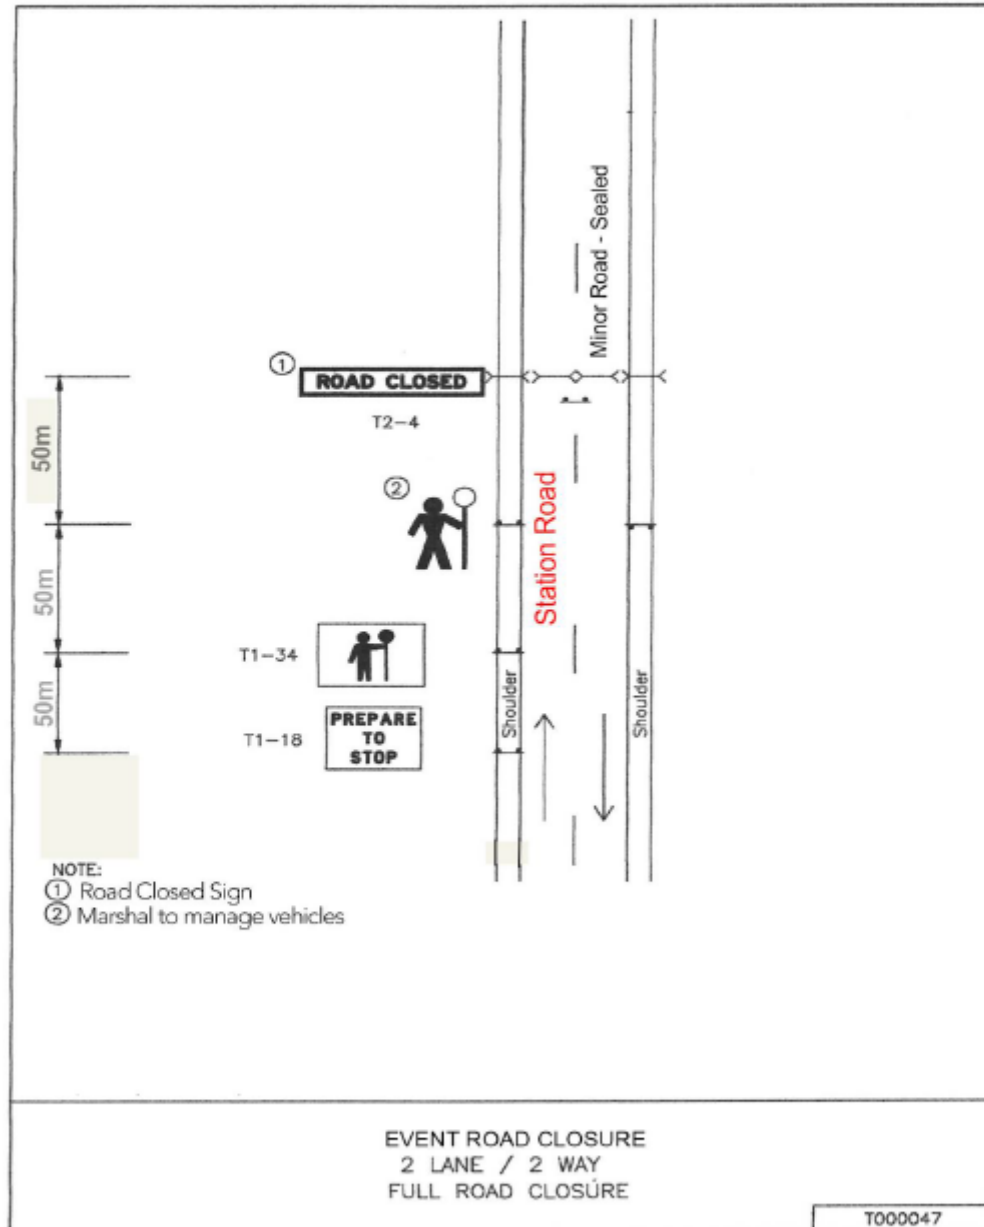 Minor Road - Sealed
①
ROAD CLOSED
T2-4
50m
②
Station Road
50m
T1-34
Shoulder
Shoulder
50m
T1-18
PREPARE
TO
STOP
NOTE:
① Road Closed Sign
② Marshal to manage vehicles
EVENT ROAD CLOSURE
2 LANE / 2 WAY
FULL ROAD CLOSURE
T000047